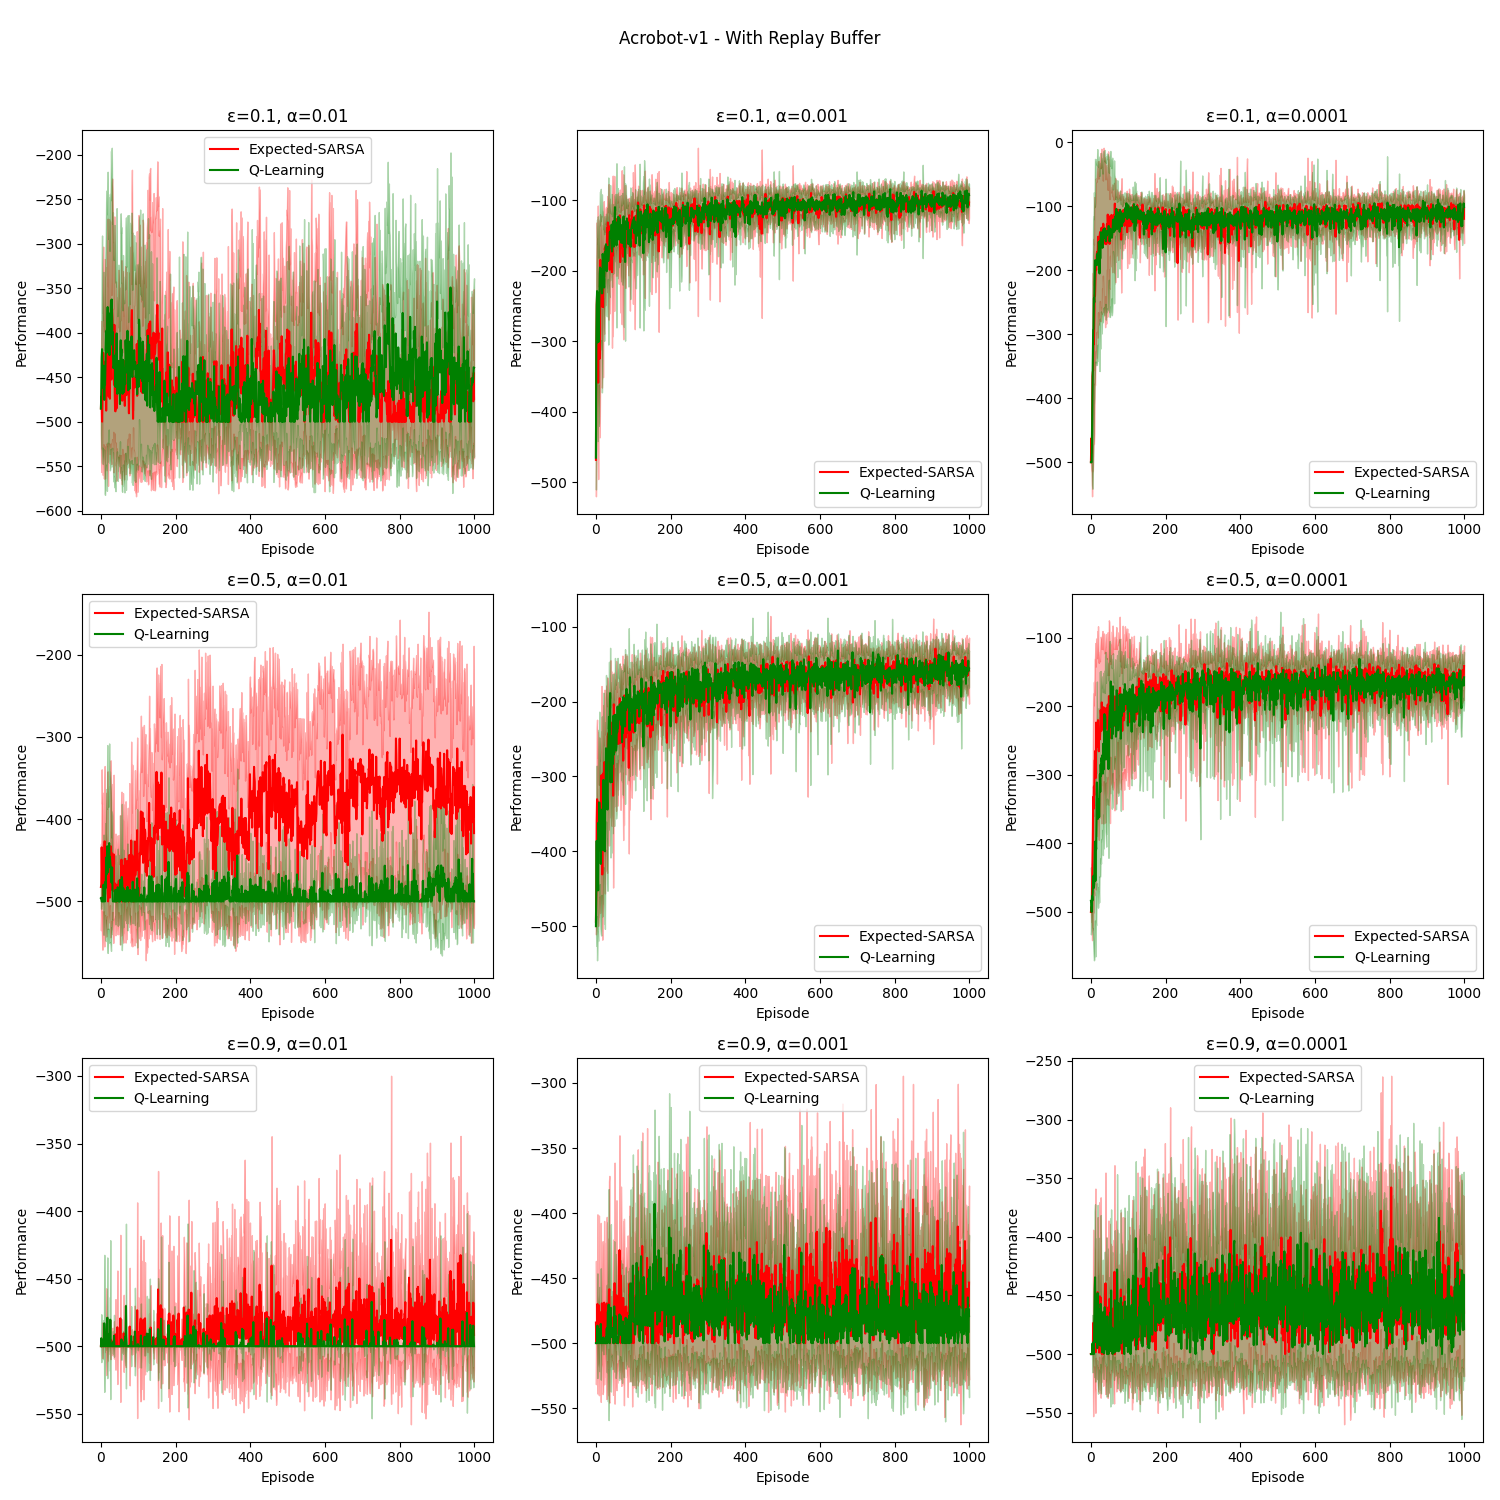 Acrobot-v1 - With Replay Buffer
ε=0.1, α=0.01
Expected-SARSA
Q-Learning
−200
−250
−300
−350
−400
−450
−500
−550
−600
Performance
0 200 400 600 800 1000
Episode
ε=0.1, α=0.001
−100
−200
−300
−400
−500
Performance
Expected-SARSA
Q-Learning
0 200 400 600 800 1000
Episode
ε=0.1, α=0.0001
0
−100
−200
−300
−400
−500
Performance
Expected-SARSA
Q-Learning
0 200 400 600 800 1000
Episode
ε=0.5, α=0.01
Expected-SARSA
Q-Learning
−200
−300
−400
−500
Performance
0 200 400 600 800 1000
Episode
ε=0.5, α=0.001
−100
−200
−300
−400
−500
Performance
Expected-SARSA
Q-Learning
0 200 400 600 800 1000
Episode
ε=0.5, α=0.0001
−100
−200
−300
−400
−500
Performance
Expected-SARSA
Q-Learning
0 200 400 600 800 1000
Episode
ε=0.9, α=0.01
Expected-SARSA
Q-Learning
−300
−350
−400
−450
−500
−550
Performance
0 200 400 600 800 1000
Episode
ε=0.9, α=0.001
Expected-SARSA
Q-Learning
−300
−350
−400
−450
−500
−550
Performance
0 200 400 600 800 1000
Episode
ε=0.9, α=0.0001
Expected-SARSA
Q-Learning
−250
−300
−350
−400
−450
−500
−550
Performance
0 200 400 600 800 1000
Episode